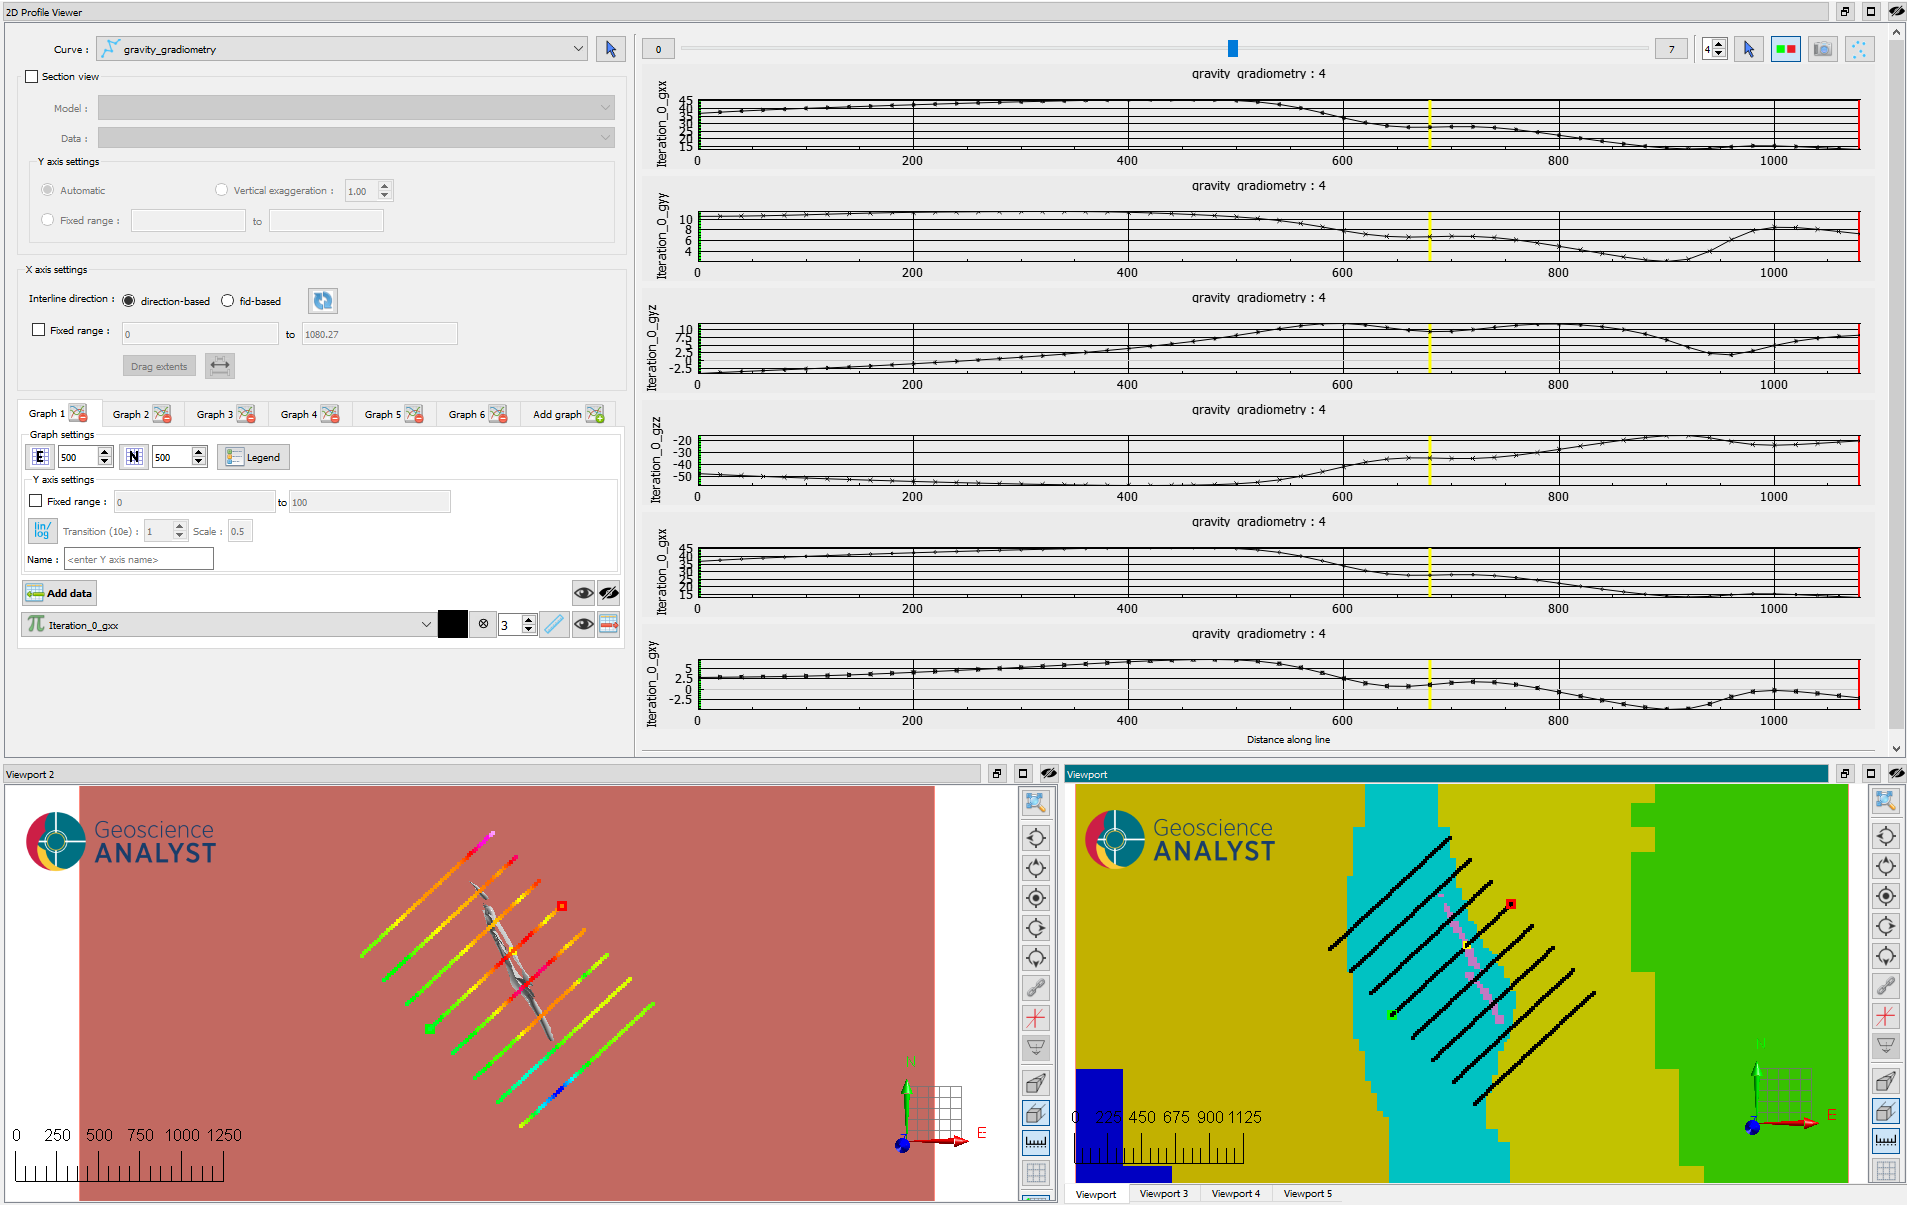 2D Profile Viewer
Curve : gravity_gradiometry
Section view
Model :
Data :
Y axis settings
Automatic Vertical exaggeration : 1.00
Fixed range : to
X axis settings
Interline direction : direction-based fid-based
Fixed range : 0 to 1080.27
Drag extents
Graph 1 Graph 2 Graph 3 Graph 4 Graph 5 Graph 6 Add graph
Graph settings
E 500 N 500 Legend
Y axis settings
Fixed range : 0 to 100
lin/
log
Transition (10e) : 1 Scale : 0.5
Name : <enter Y axis name>
Add data
Iteration_0_gxx 3
0 7 4
gravity_gradiometry : 4
Iteration_0_gxx
45
40
35
30
25
20
15
0 200 400 600 800 1000
gravity_gradiometry : 4
Iteration_0_gyy
10
8
6
4
0 200 400 600 800 1000
gravity_gradiometry : 4
Iteration_0_gyz
10
7.5
5
2.5
0
-2.5
0 200 400 600 800 1000
gravity_gradiometry : 4
Iteration_0_gzz
-20
-30
-40
-50
0 200 400 600 800 1000
gravity_gradiometry : 4
Iteration_0_gxx
45
40
35
30
25
20
15
0 200 400 600 800 1000
gravity_gradiometry : 4
Iteration_0_gxy
5
2.5
0
-2.5
0 200 400 600 800 1000
Distance along line
Viewport 2
Geoscience
ANALYST
0 250 500 750 1000 1250
N
E
Viewport
Geoscience
ANALYST
0 225 450 675 900 1125
N
E
Viewport Viewport 3 Viewport 4 Viewport 5